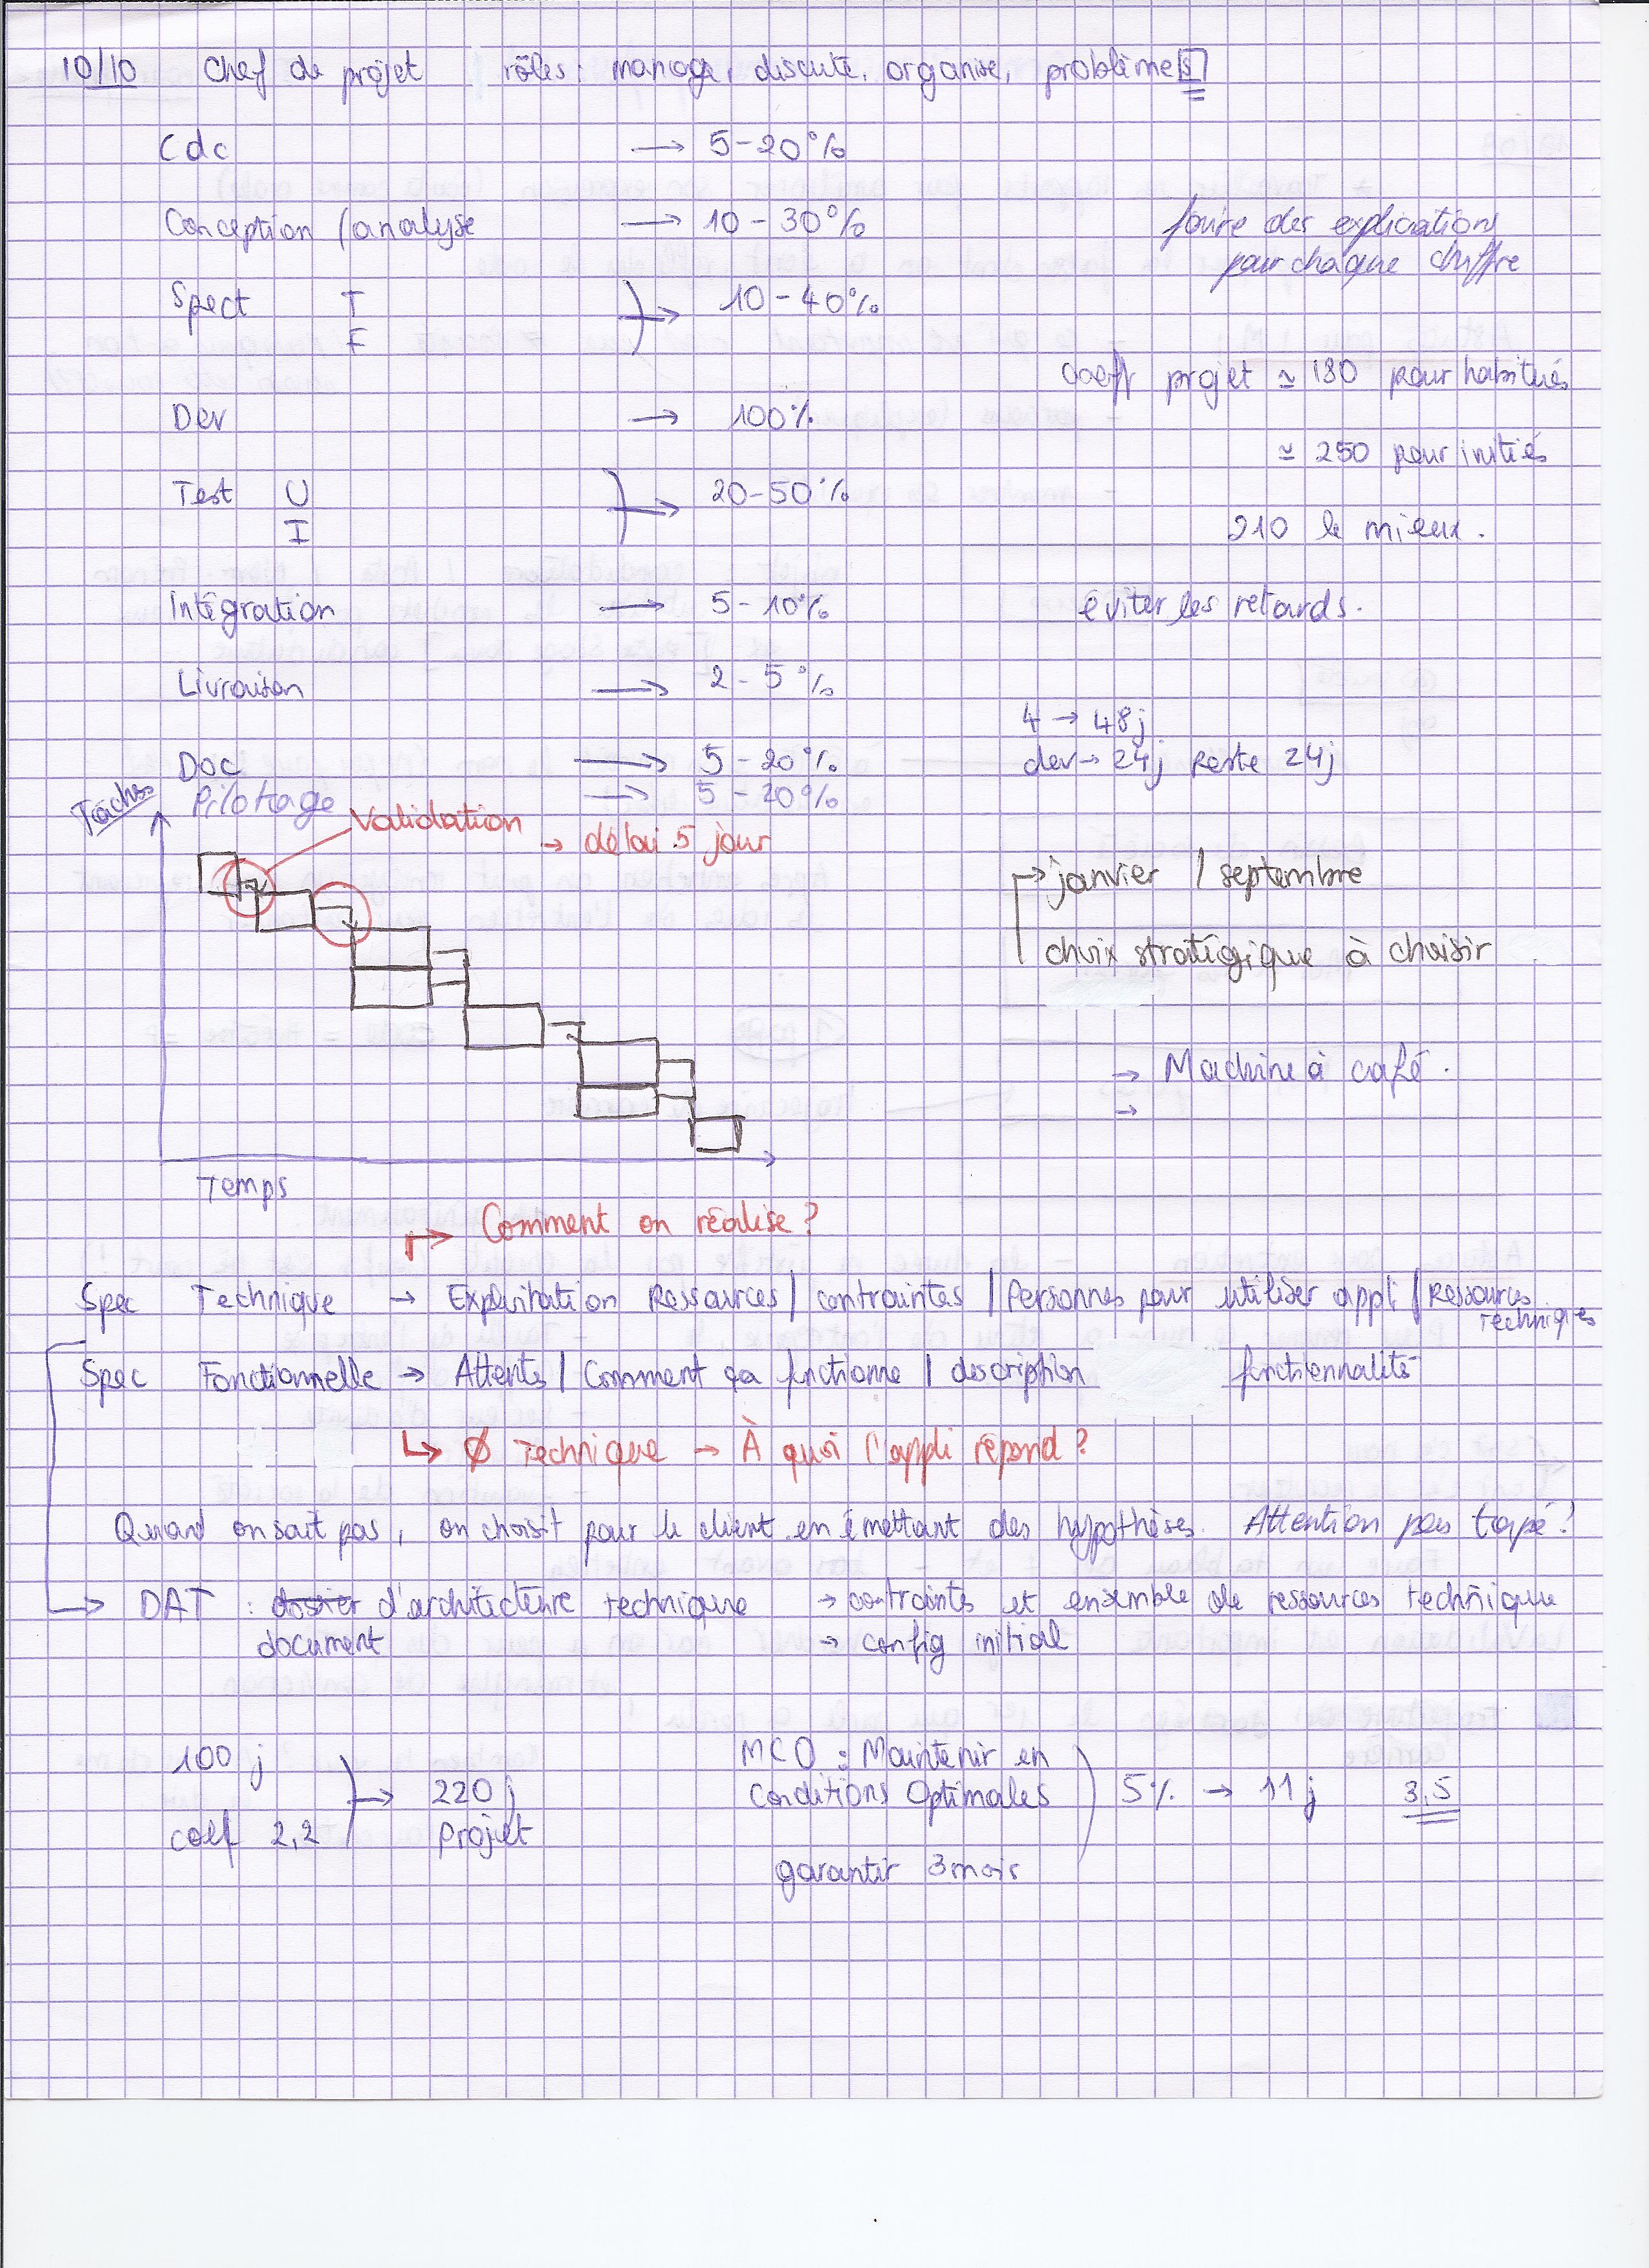 10/10 Chef de projet rôles : manage, discute, organise, problèmes
Cdc → 5-20%
Conception / analyse → 10-30%
faire des explications
pour chaque chiffre
Spect T → 10-40%
F
coeff projet ≃ 180 pour habitués
Dev → 100%
≃ 250 pour initiés
Test U → 20-50%
I
210 le mieux.
Intégration → 5-10%
éviter les retards.
Livraison → 2-5%
4 → 48j
Doc → 5-20%
dev → 24j Reste 24j
Pilotage → 5-20%
Tâches
Validation → délai 5 jour
→ janvier / septembre
choix stratégique à choisir
→ Machine à café.
→
Temps
→ Comment on réalise ?
Spec Technique → Exploitation Ressources / contraintes / Personnes pour utiliser appli / Ressources
techniques
Spec Fonctionnelle → Attents / Comment ça fonctionne / description fonctionnalité
↳ Ø Technique → À quoi l'appli répond ?
Quand on sait pas, on choisit pour le client en émettant des hypothèses. Attention pas trop !
→ DAT : dossier d'architecture technique → contraintes et ensemble de ressources technique
document → config initial
100 j
coef 2,2 → 220 j
projet
MCO : Maintenir en
Conditions Optimales
garantir 3 mois
5% → 11 j 3,5